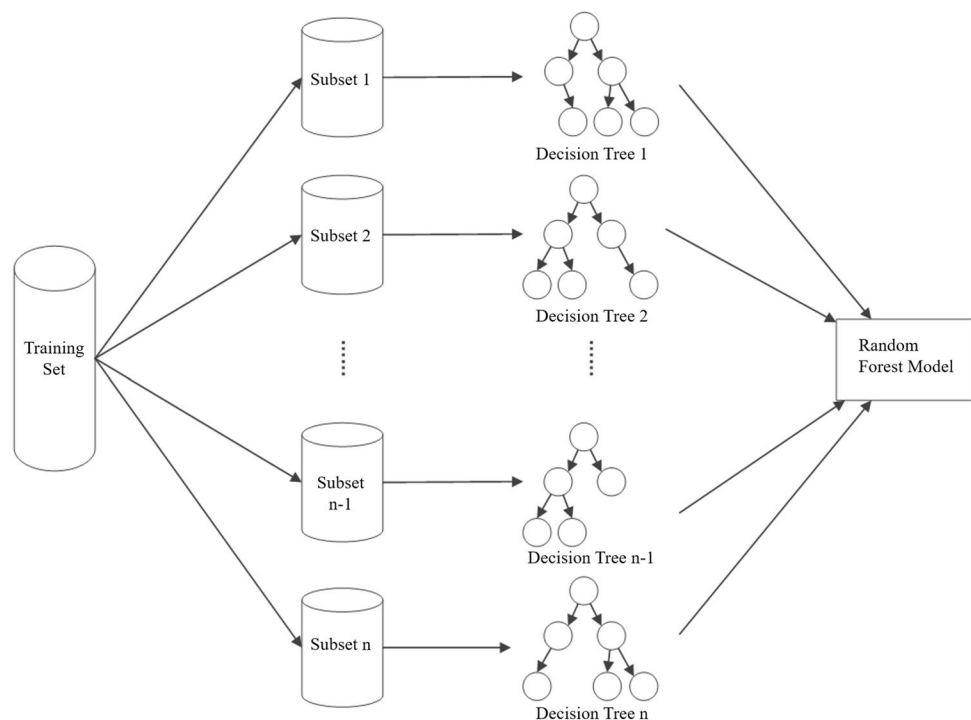 Subset 1
Decision Tree 1
Subset 2
Decision Tree 2
Training
Set
Random
Forest Model
Subset
n-1
Decision Tree n-1
Subset n
Decision Tree n